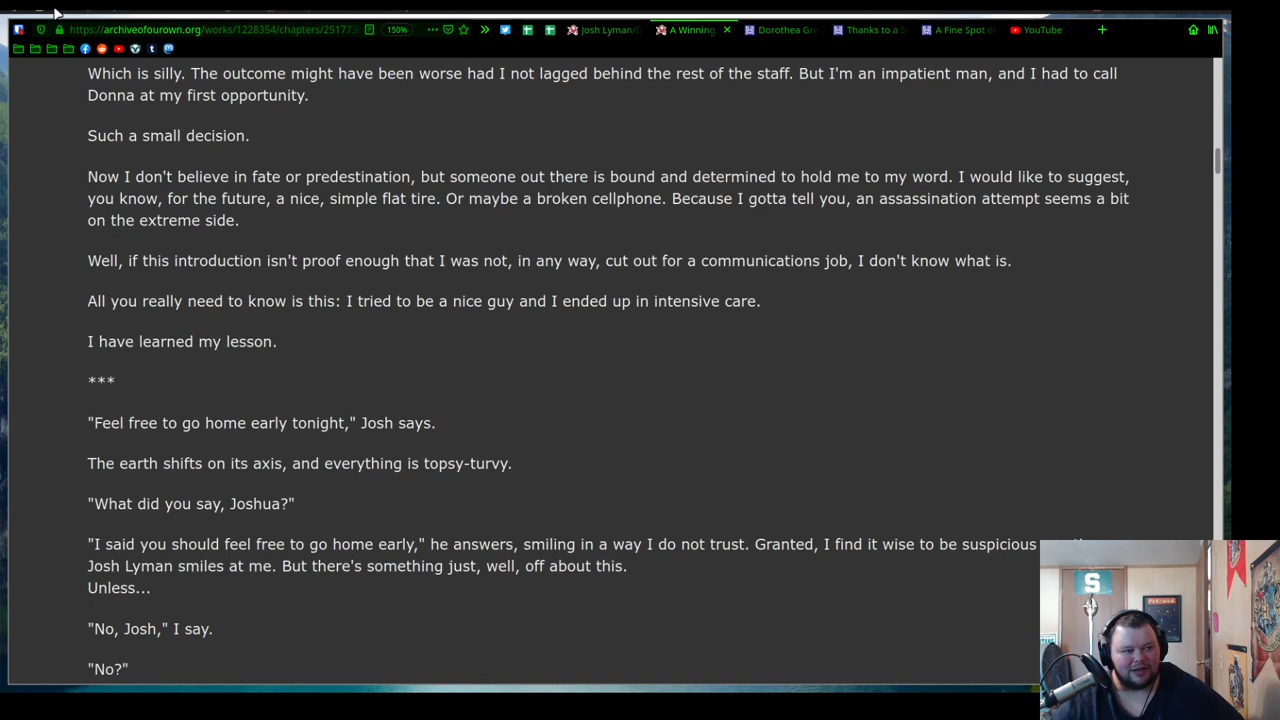 https://archiveofourown.org/works/1228354/chapters/25177
150%
Josh Lyman/
A Winning
Dorothea Gr
Thanks to a
A Fine Spot o
YouTube
Which is silly. The outcome might have been worse had I not lagged behind the rest of the staff. But I'm an impatient man, and I had to call
Donna at my first opportunity.
Such a small decision.
Now I don't believe in fate or predestination, but someone out there is bound and determined to hold me to my word. I would like to suggest,
you know, for the future, a nice, simple flat tire. Or maybe a broken cellphone. Because I gotta tell you, an assassination attempt seems a bit
on the extreme side.
Well, if this introduction isn't proof enough that I was not, in any way, cut out for a communications job, I don't know what is.
All you really need to know is this: I tried to be a nice guy and I ended up in intensive care.
I have learned my lesson.
***
"Feel free to go home early tonight," Josh says.
The earth shifts on its axis, and everything is topsy-turvy.
"What did you say, Joshua?"
"I said you should feel free to go home early," he answers, smiling in a way I do not trust. Granted, I find it wise to be suspicious
Josh Lyman smiles at me. But there's something just, well, off about this.
Unless...
"No, Josh," I say.
"No?"
S